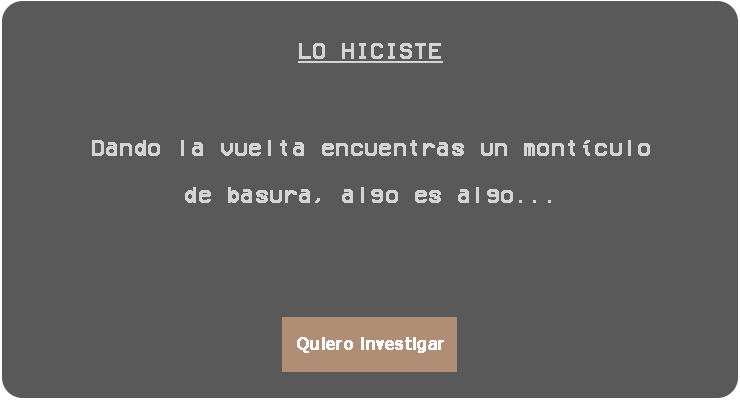 LO HICISTE
Dando la vuelta encuentras un montículo
de basura, algo es algo...
Quiero investigar